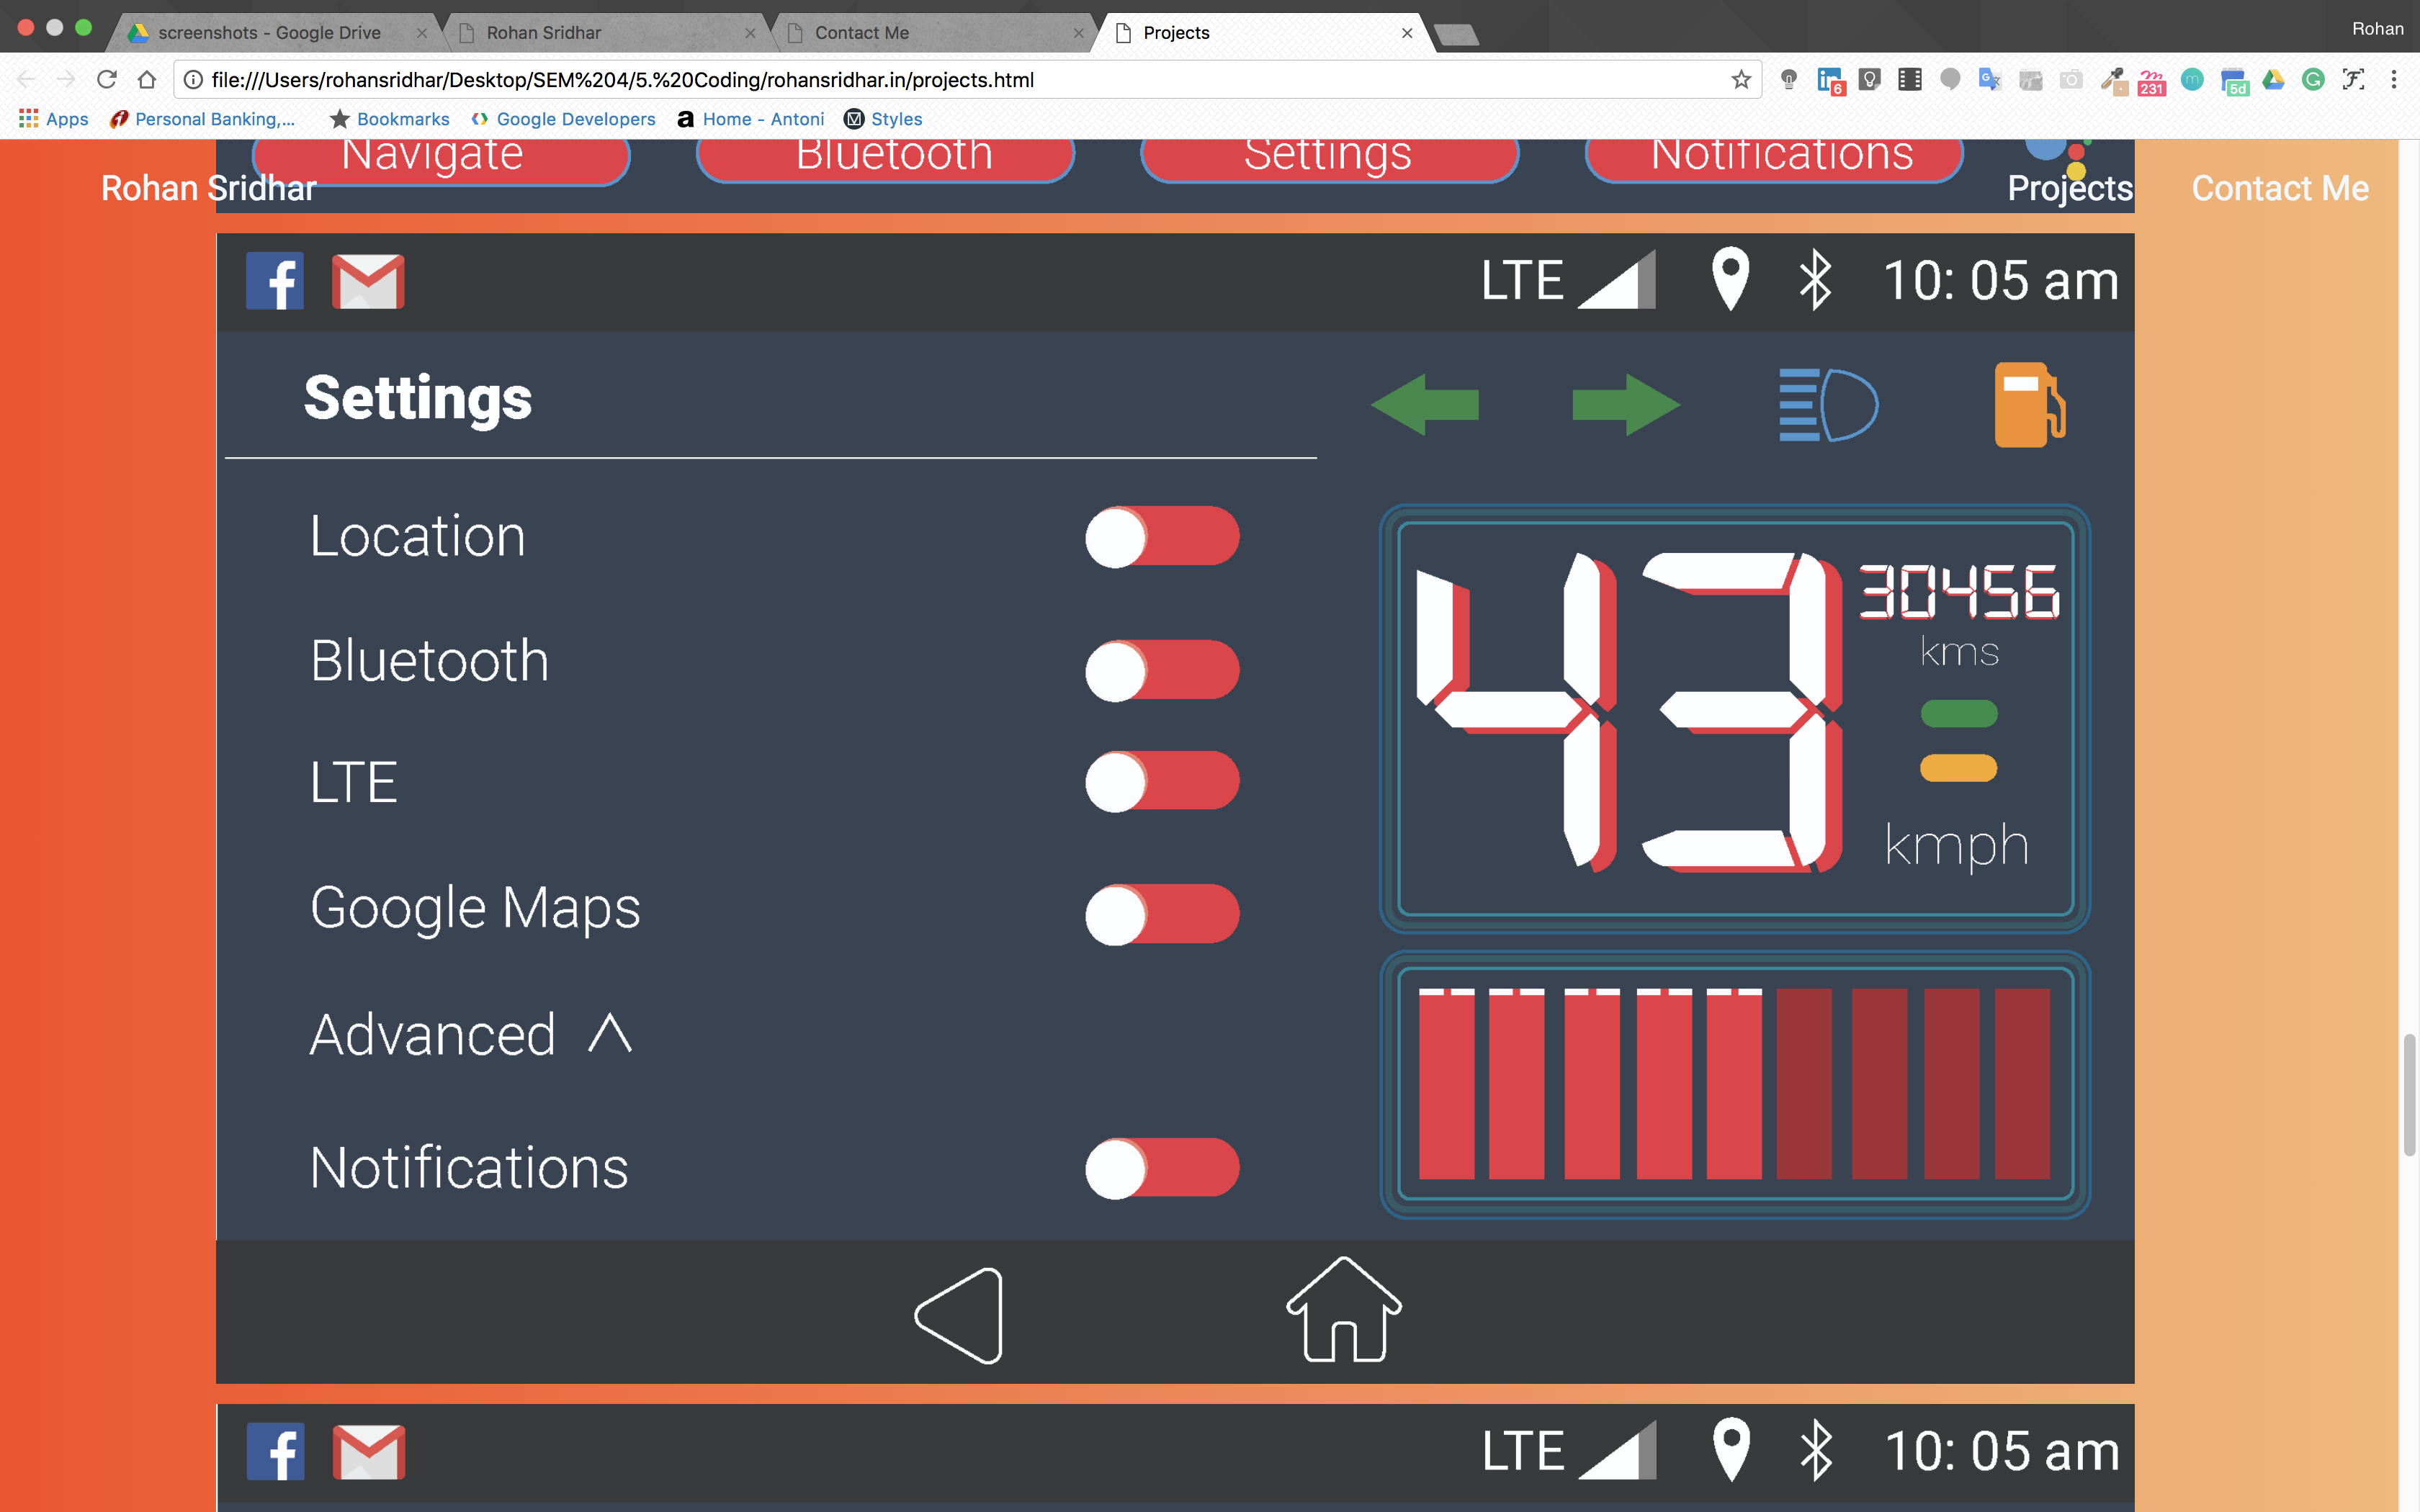 screenshots - Google Drive
Rohan Sridhar
Contact Me
Projects
Rohan
file:///Users/rohansridhar/Desktop/SEM%204/5.%20Coding/rohansridhar.in/projects.html
6
231
5d
Apps
Personal Banking,...
Bookmarks
Google Developers
a
Home - Antoni
Styles
Navigate
Bluetooth
Settings
Notifications
Rohan Sridhar
Projects
Contact Me
f
LTE
10: 05 am
Settings
Location
Bluetooth
LTE
Google Maps
Advanced
Notifications
43
30456
kms
kmph
f
LTE
10: 05 am